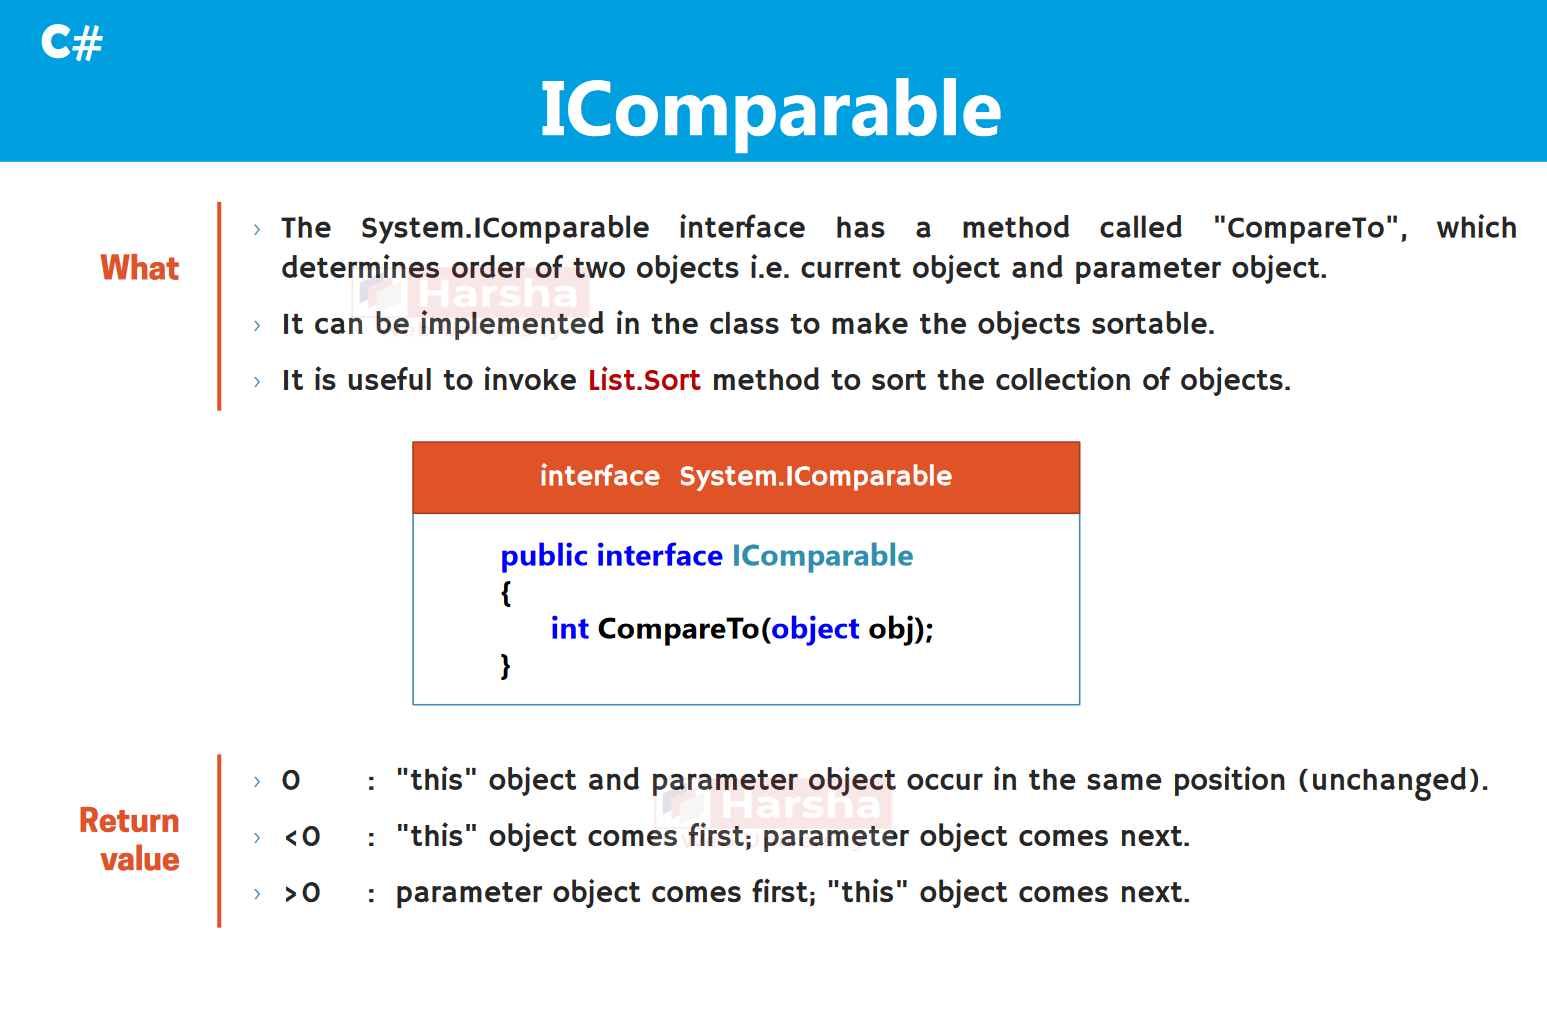 C#
IComparable
What
› The System.IComparable interface has a method called "CompareTo", which
determines order of two objects i.e. current object and parameter object.
› It can be implemented in the class to make the objects sortable.
› It is useful to invoke List.Sort method to sort the collection of objects.
Harsha
interface System.IComparable
public interface IComparable
{
int CompareTo(object obj);
}
Return
value
› 0 : "this" object and parameter object occur in the same position (unchanged).
› <0 : "this" object comes first; parameter object comes next.
› >0 : parameter object comes first; "this" object comes next.
Harsha